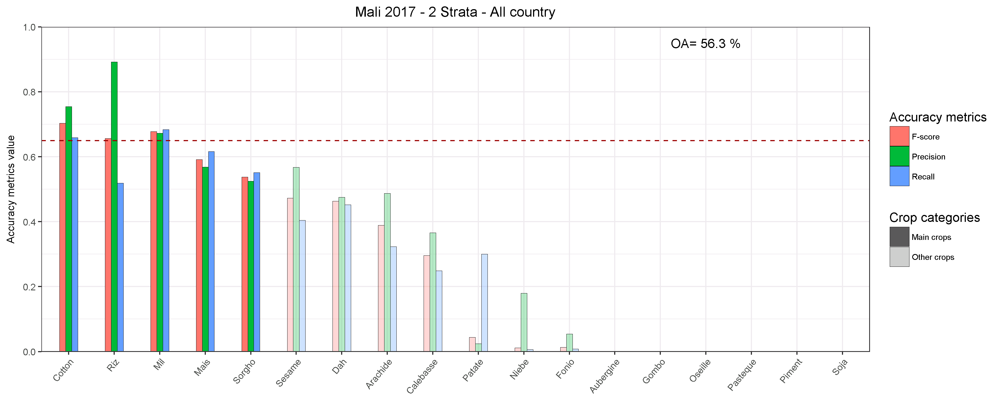 Mali 2017 - 2 Strata - All country
OA= 56.3 %
Accuracy metrics value
1.0
0.8
0.6
0.4
0.2
0.0
Cotton
Riz
Mil
Mais
Sorgho
Sesame
Dah
Arachide
Calebasse
Patate
Niebe
Fonio
Aubergine
Gombo
Oseille
Pasteque
Piment
Soja
Accuracy metrics
F-score
Precision
Recall
Crop categories
Main crops
Other crops